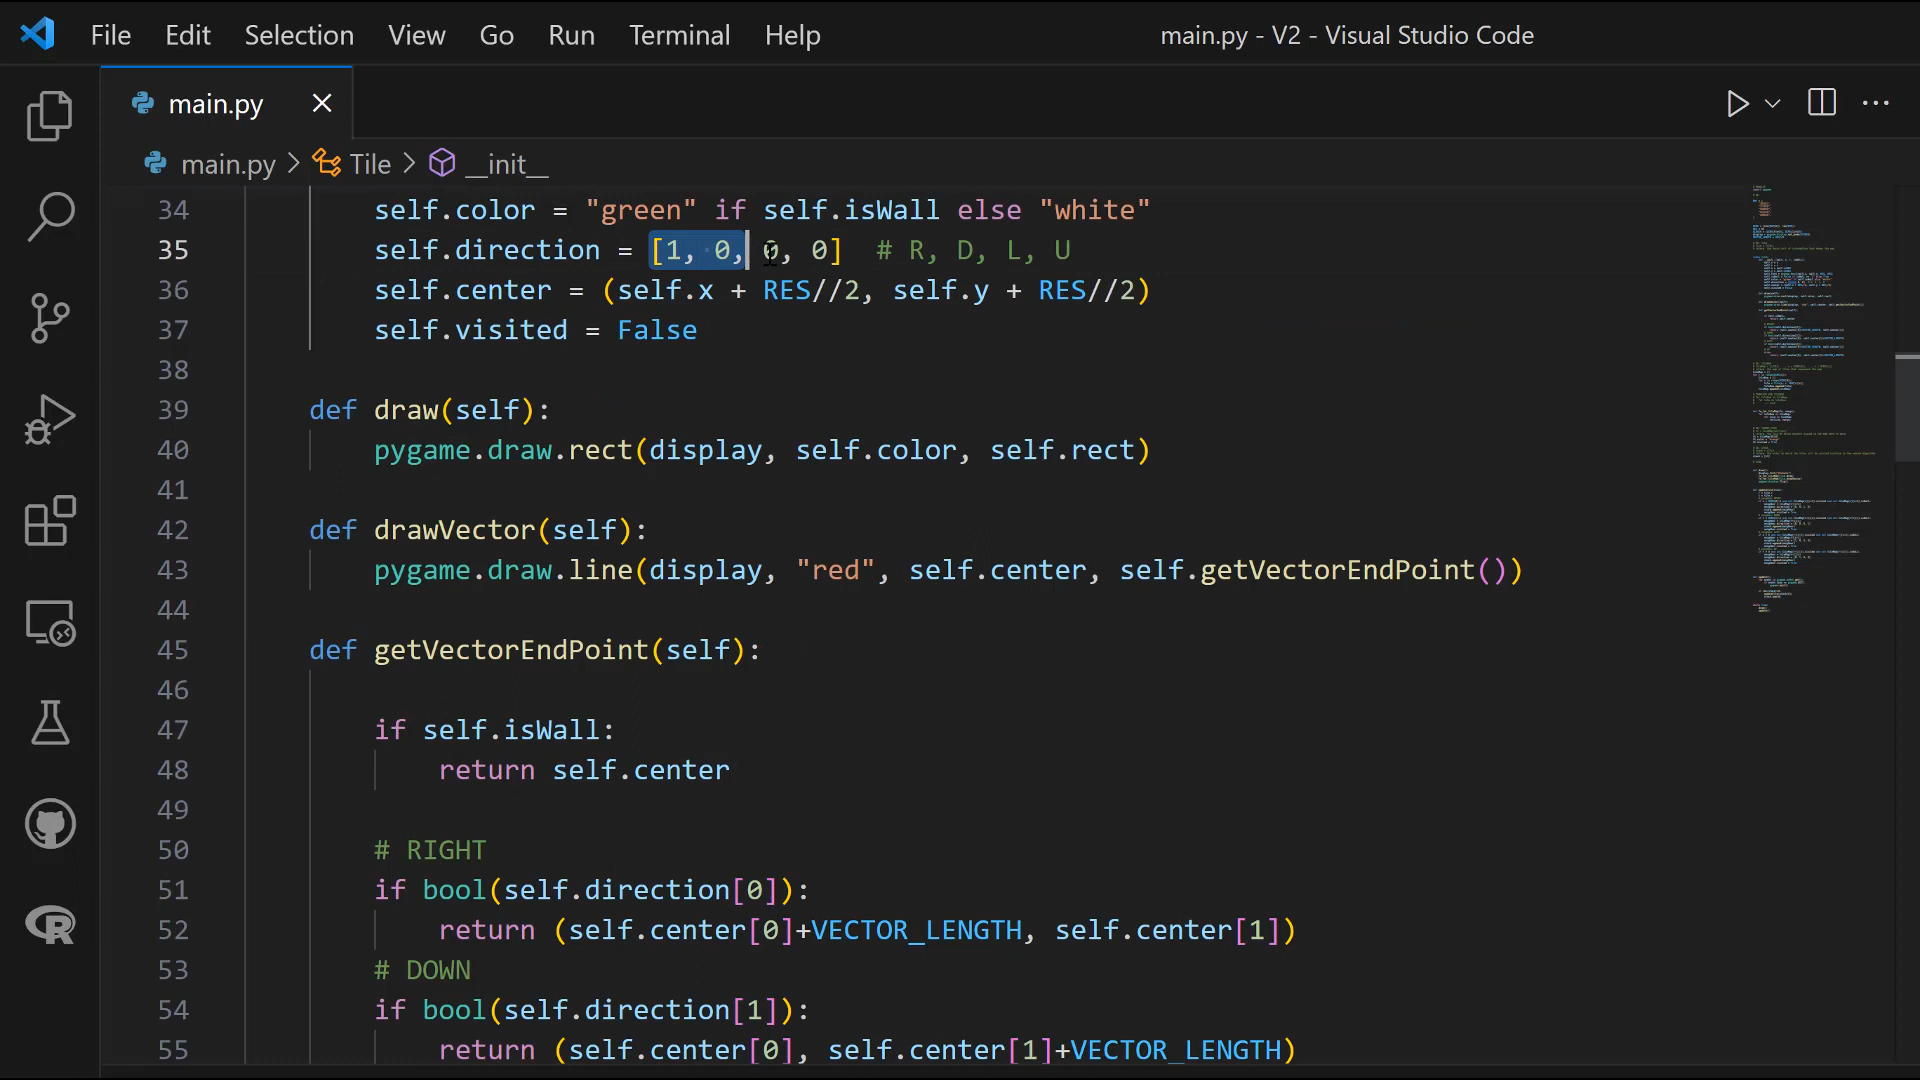 File Edit Selection View Go Run Terminal Help
main.py - V2 - Visual Studio Code
main.py
main.py > Tile > __init__
34 self.color = "green" if self.isWall else "white"
35 self.direction = [1, 0, 0, 0] # R, D, L, U
36 self.center = (self.x + RES//2, self.y + RES//2)
37 self.visited = False
38
39 def draw(self):
40 pygame.draw.rect(display, self.color, self.rect)
41
42 def drawVector(self):
43 pygame.draw.line(display, "red", self.center, self.getVectorEndPoint())
44
45 def getVectorEndPoint(self):
46
47 if self.isWall:
48 return self.center
49
50 # RIGHT
51 if bool(self.direction[0]):
52 return (self.center[0]+VECTOR_LENGTH, self.center[1])
53 # DOWN
54 if bool(self.direction[1]):
55 return (self.center[0], self.center[1]+VECTOR_LENGTH)